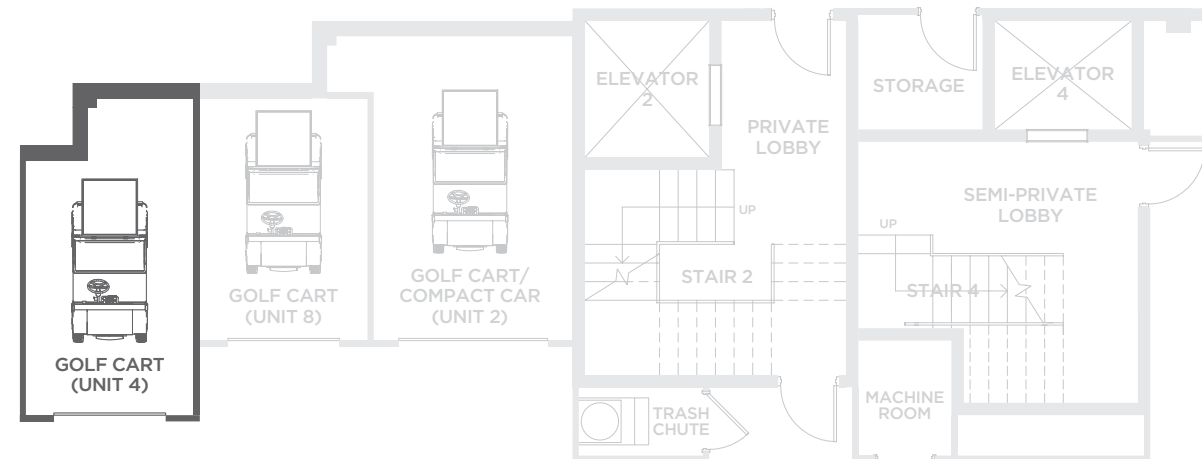 ELEVATOR
2
STORAGE
ELEVATOR
4
PRIVATE
LOBBY
SEMI-PRIVATE
LOBBY
UP
UP
GOLF CART
(UNIT 4)
GOLF CART
(UNIT 8)
GOLF CART/
COMPACT CAR
(UNIT 2)
STAIR 2
STAIR 4
TRASH
CHUTE
MACHINE
ROOM